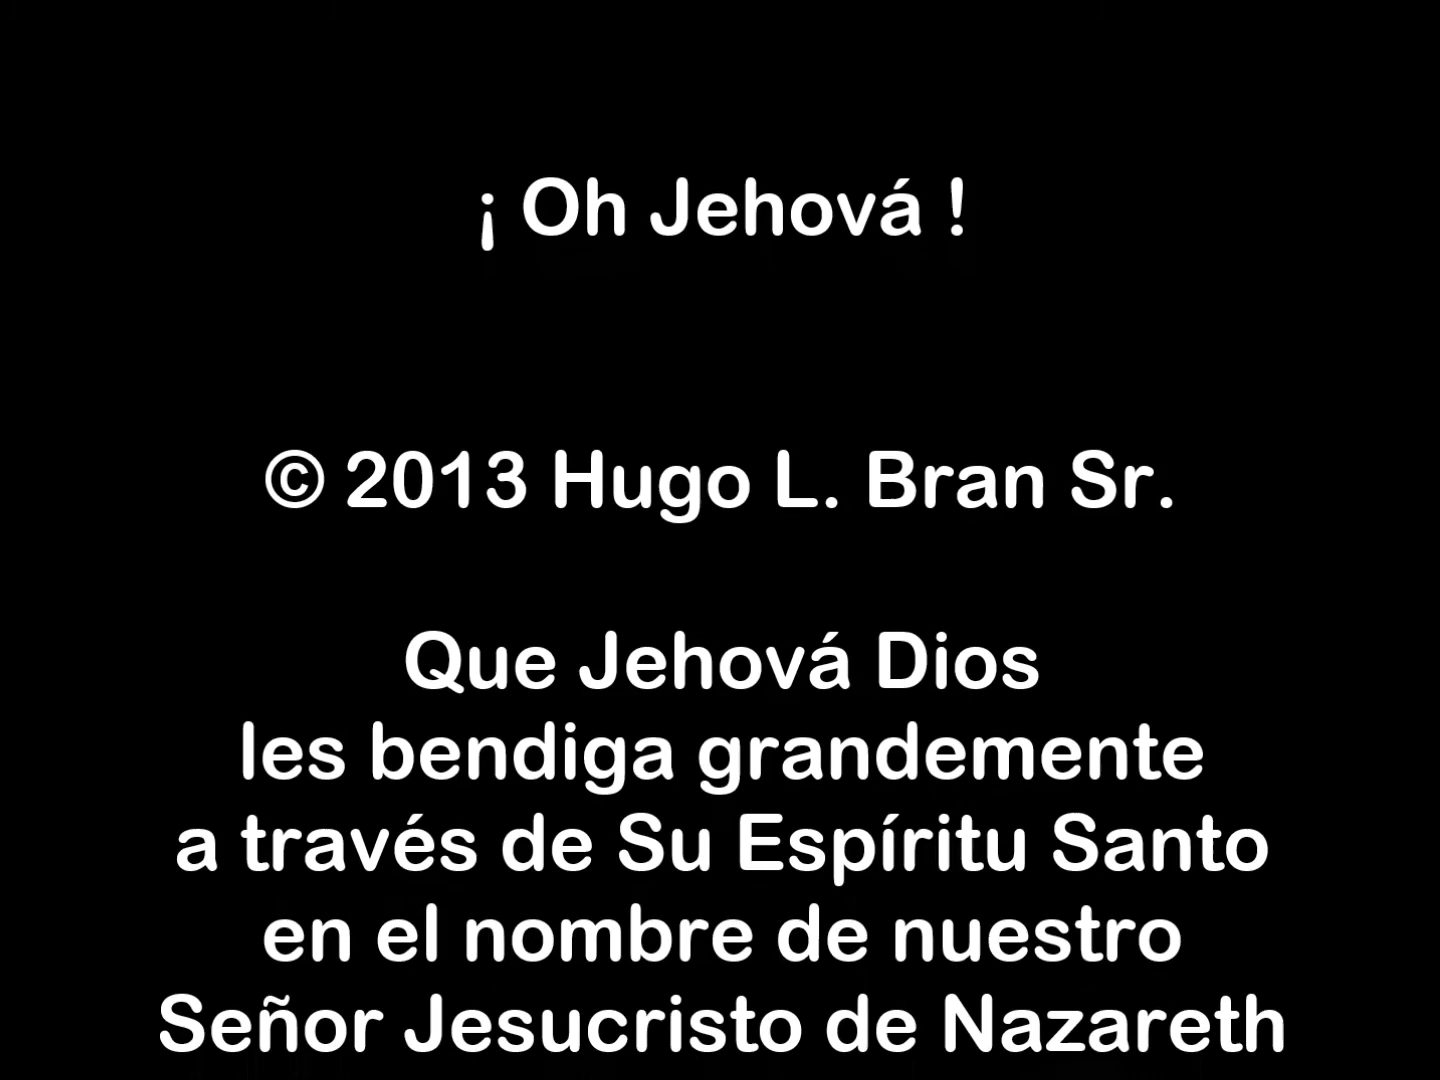 ¡ Oh Jehová !
© 2013 Hugo L. Bran Sr.
Que Jehová Dios
les bendiga grandemente
a través de Su Espíritu Santo
en el nombre de nuestro
Señor Jesucristo de Nazareth